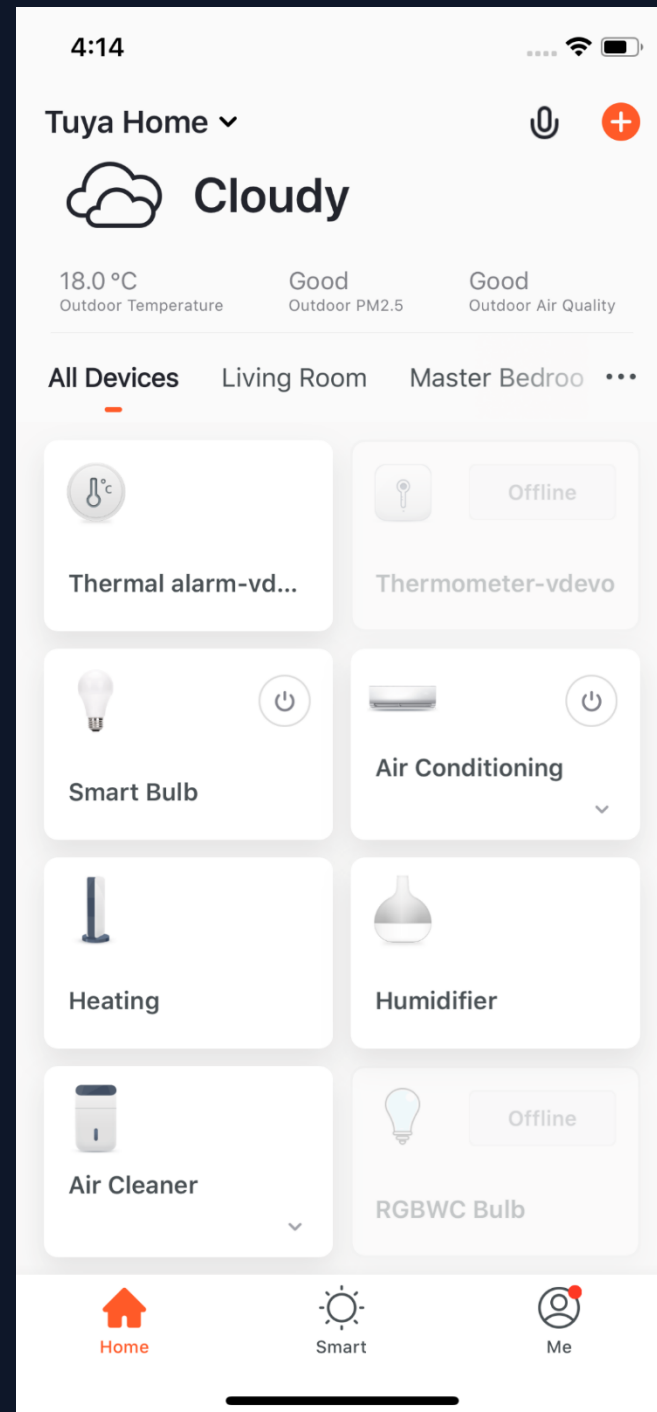 4:14
Tuya Home
Cloudy
18.0 °C
Outdoor Temperature
Good
Outdoor PM2.5
Good
Outdoor Air Quality
All Devices Living Room Master Bedroo
°C
Thermal alarm-vd...
Offline
Thermometer-vdevo
Smart Bulb
Air Conditioning
Heating
Humidifier
Air Cleaner
Offline
RGBWC Bulb
Home
Smart
Me